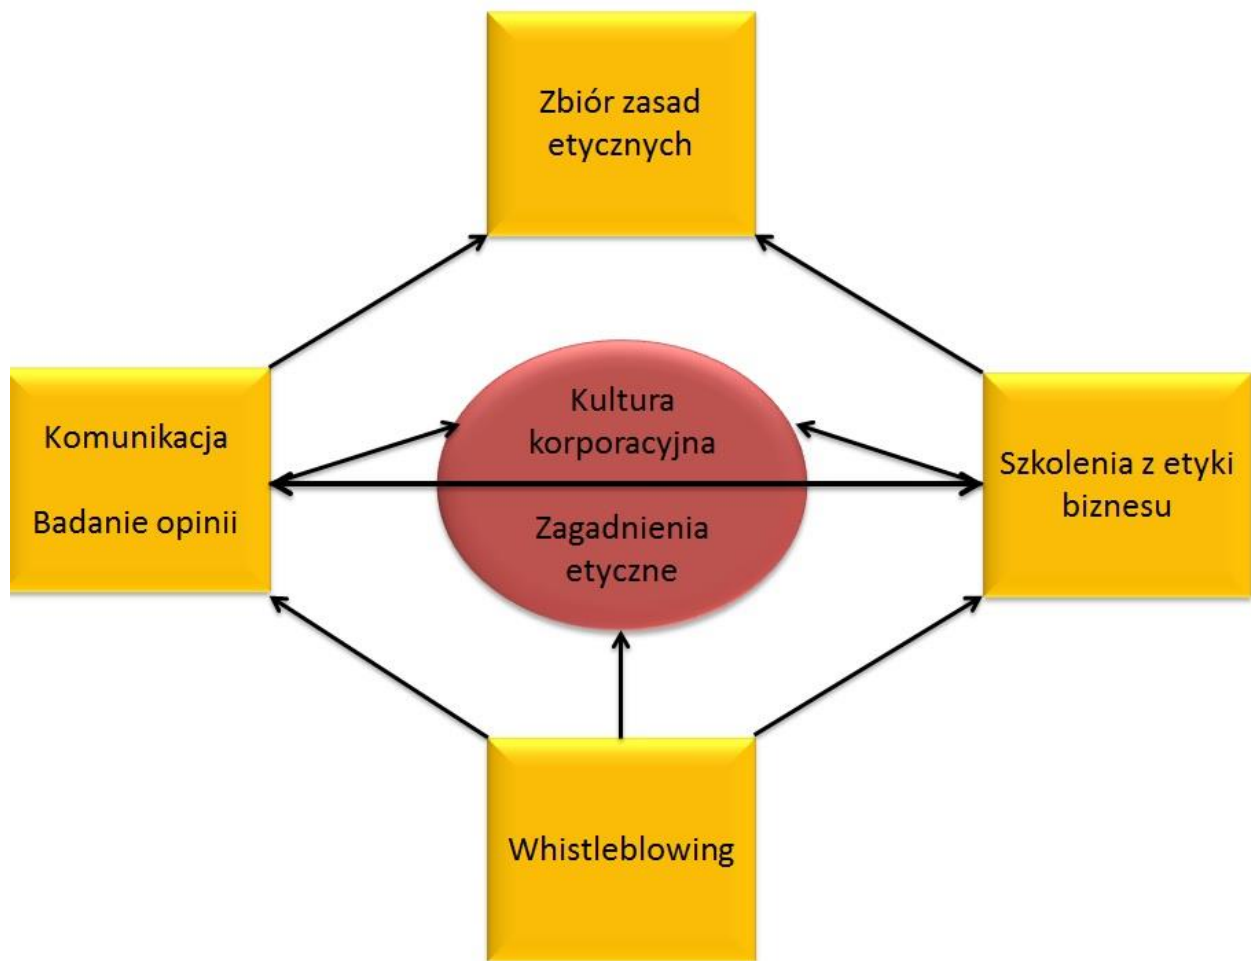 Zbiór zasad
etycznych
Komunikacja
Badanie opinii
Kultura
korporacyjna
Zagadnienia
etyczne
Szkolenia z etyki
biznesu
Whistleblowing